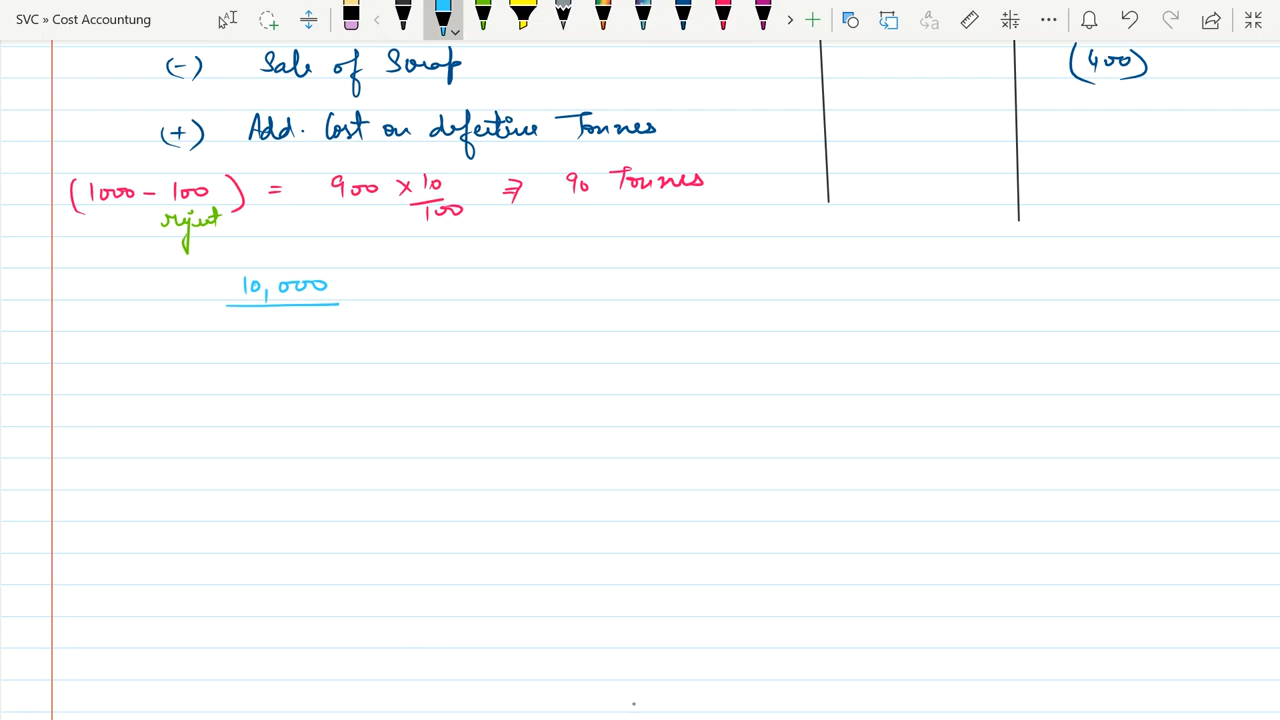 SVC » Cost Accountung
(-) Sale of Scrap (400)
(+) Add. Cost on defective Tonnes
(1000 - 100) = 900 × 10/100 ⇒ 90 Tonnes
reject
10,000